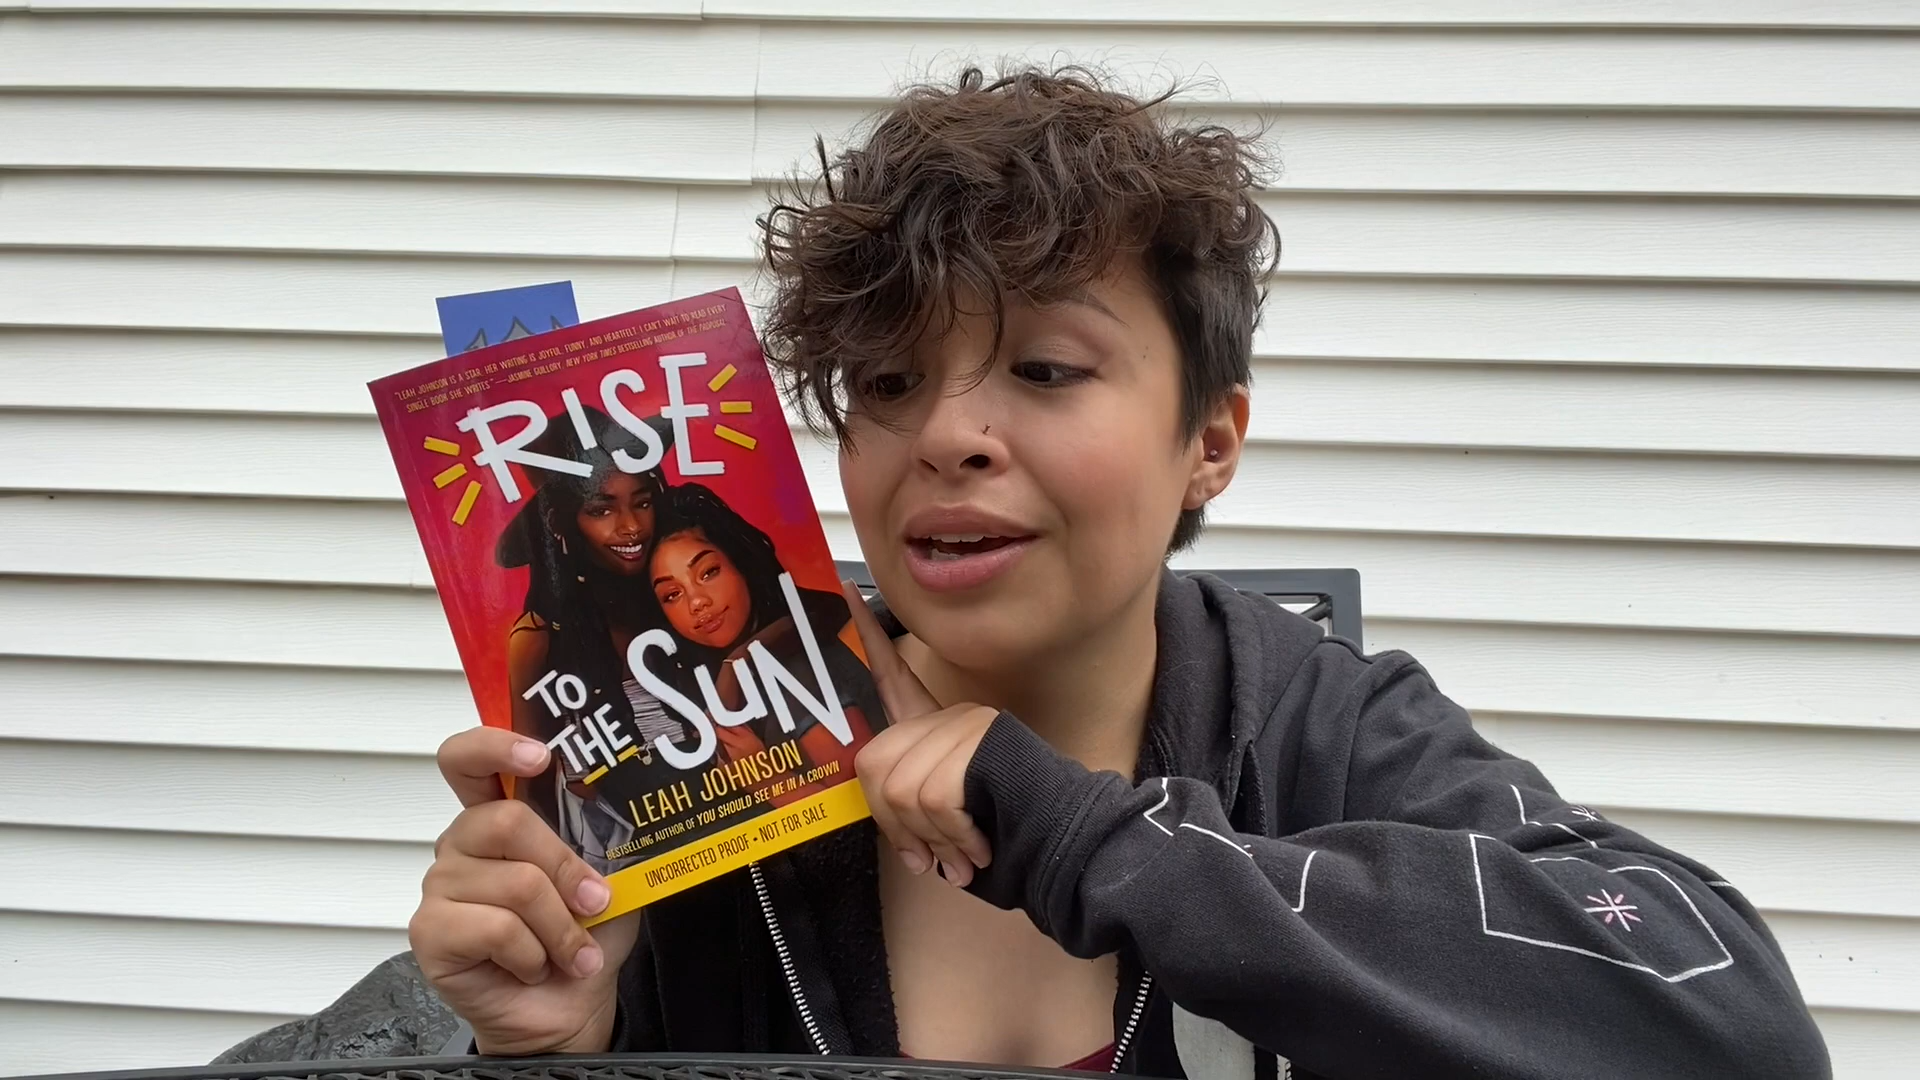 "LEAH JOHNSON IS A STAR. HER WRITING IS JOYFUL, FUNNY, AND HEARTFELT. I CAN'T WAIT TO READ EVERY
SINGLE BOOK SHE WRITES." —JASMINE GUILLORY, NEW YORK TIMES BESTSELLING AUTHOR OF THE PROPOSAL
RISE
TO
THE
SUN
LEAH JOHNSON
BESTSELLING AUTHOR OF YOU SHOULD SEE ME IN A CROWN
UNCORRECTED PROOF • NOT FOR SALE